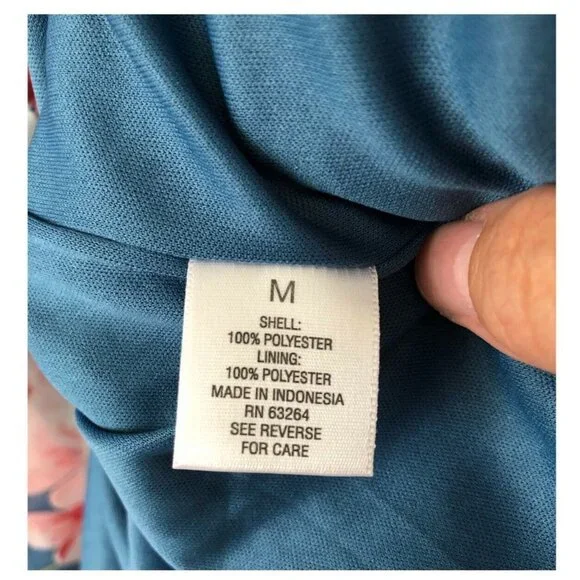 M
SHELL:
100% POLYESTER
LINING:
100% POLYESTER
MADE IN INDONESIA
RN 63264
SEE REVERSE
FOR CARE